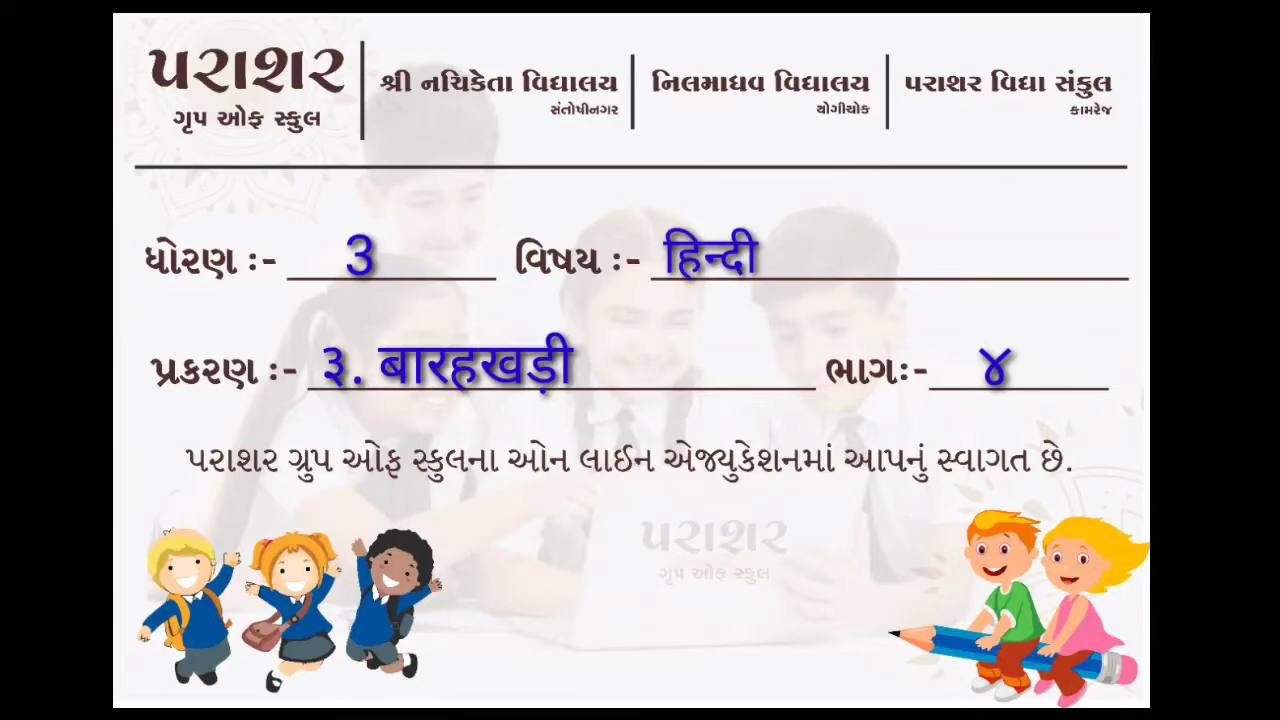 પરાશર
ગૃપ ઓફ સ્કુલ
શ્રી નચિકેતા વિદ્યાલય
સંતોષીનગર
નિલમાધવ વિદ્યાલય
યોગીચોક
પરાશર વિદ્યા સંકુલ
કામરેજ
ધોરણ :- 3 વિષય :- हिन्दी
પ્રકરણ :- ३. बारहखड़ी ભાગ:- ४
પરાશર ગ્રુપ ઓફ સ્કુલના ઓન લાઈન એજ્યુકેશનમાં આપનું સ્વાગત છે.
પરાશર
ગૃપ ઓફ સ્કુલ